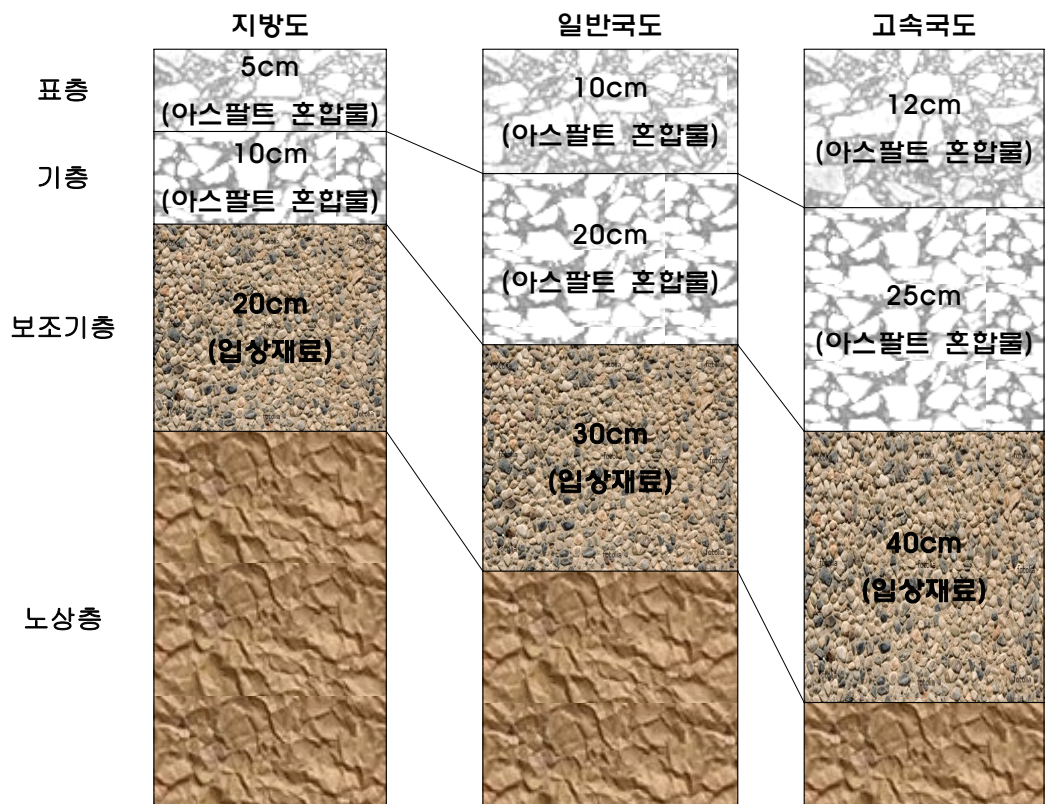 지방도
일반국도
고속국도
표층
5cm
(아스팔트 혼합물)
10cm
(아스팔트 혼합물)
12cm
(아스팔트 혼합물)
기층
10cm
(아스팔트 혼합물)
20cm
(아스팔트 혼합물)
25cm
(아스팔트 혼합물)
보조기층
20cm
(입상재료)
30cm
(입상재료)
40cm
(입상재료)
노상층